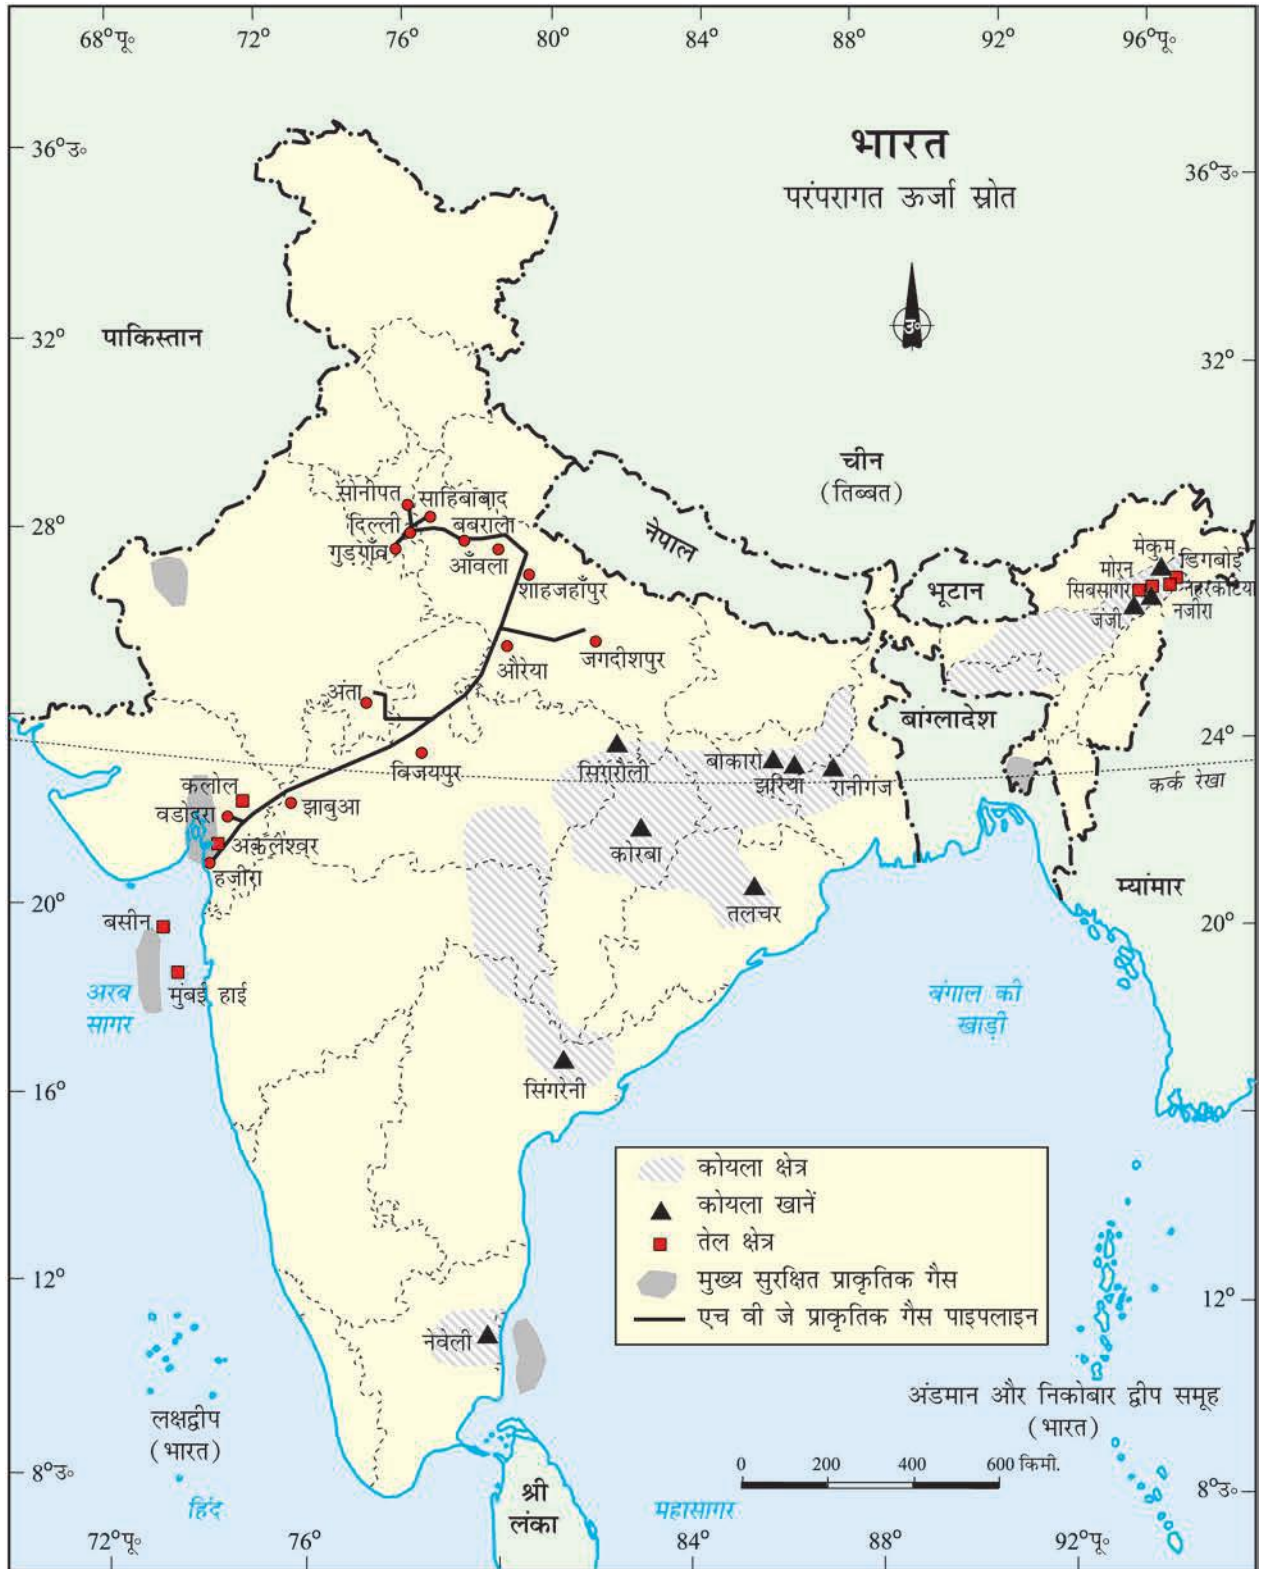 68°पू॰
72°
76°
80°
84°
88°
92°
96°पू॰
36°उ॰
36°उ॰
भारत
परंपरागत ऊर्जा स्रोत
उ॰
पाकिस्तान
32°
32°
चीन
(तिब्बत)
सोनीपत
साहिबाबाद
दिल्ली
बबराला
28°
28°
गुड़गाँव
आँवला
शाहजहाँपुर
नेपाल
भूटान
मेकुम
डिगबोई
मोरन
नहरकटिया
सिबसागर
नजीरा
जंजी
औरैया
जगदीशपुर
अंता
बांग्लादेश
24°
विजयपुर
सिंगरौली
बोकारो
झरिया
रानीगंज
कर्क रेखा
कलोल
वडोदरा
झाबुआ
अंकलेश्वर
हजीरा
कोरबा
तलचर
म्यांमार
20°
20°
बसीन
मुंबई हाई
अरब
सागर
बंगाल की
खाड़ी
सिंगरेनी
16°
कोयला क्षेत्र
कोयला खानें
तेल क्षेत्र
मुख्य सुरक्षित प्राकृतिक गैस
एच वी जे प्राकृतिक गैस पाइपलाइन
12°
12°
नेवेली
लक्षद्वीप
(भारत)
अंडमान और निकोबार द्वीप समूह
(भारत)
0 200 400 600 किमी.
8°उ॰
8°उ॰
श्री
लंका
हिंद
महासागर
72°पू॰
76°
84°
88°
92°पू॰